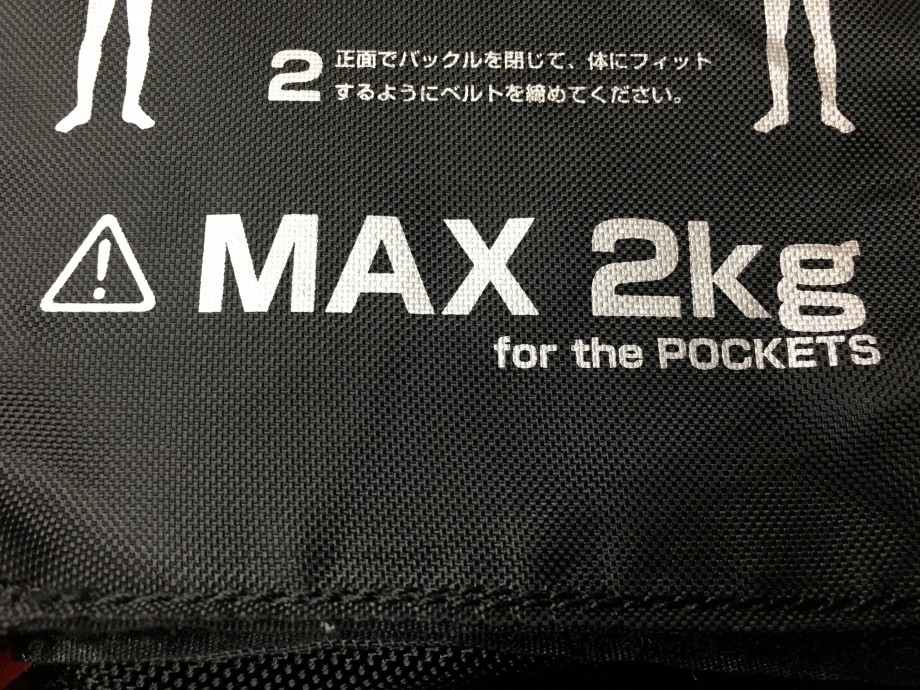 2 正面でバックルを閉じて、体にフィット
するようにベルトを締めてください。
MAX 2kg
for the POCKETS